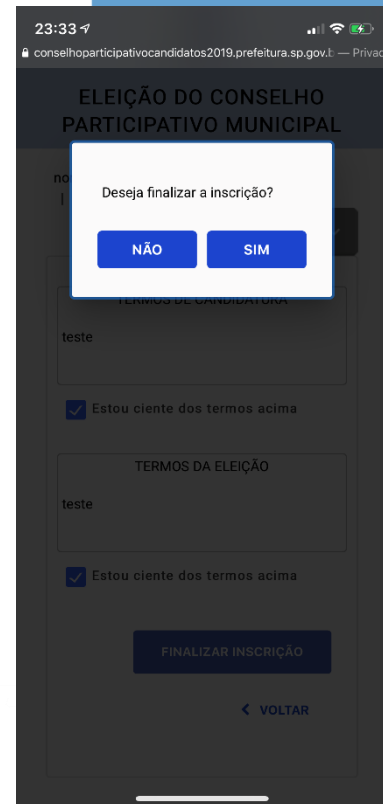 23:33
conselhoparticipativocandidatos2019.prefeitura.sp.gov.b — Privac
ELEIÇÃO DO CONSELHO
PARTICIPATIVO MUNICIPAL
no
Deseja finalizar a inscrição?
NÃO SIM
TERMOS DE CANDIDATURA
teste
Estou ciente dos termos acima
TERMOS DA ELEIÇÃO
teste
Estou ciente dos termos acima
FINALIZAR INSCRIÇÃO
VOLTAR